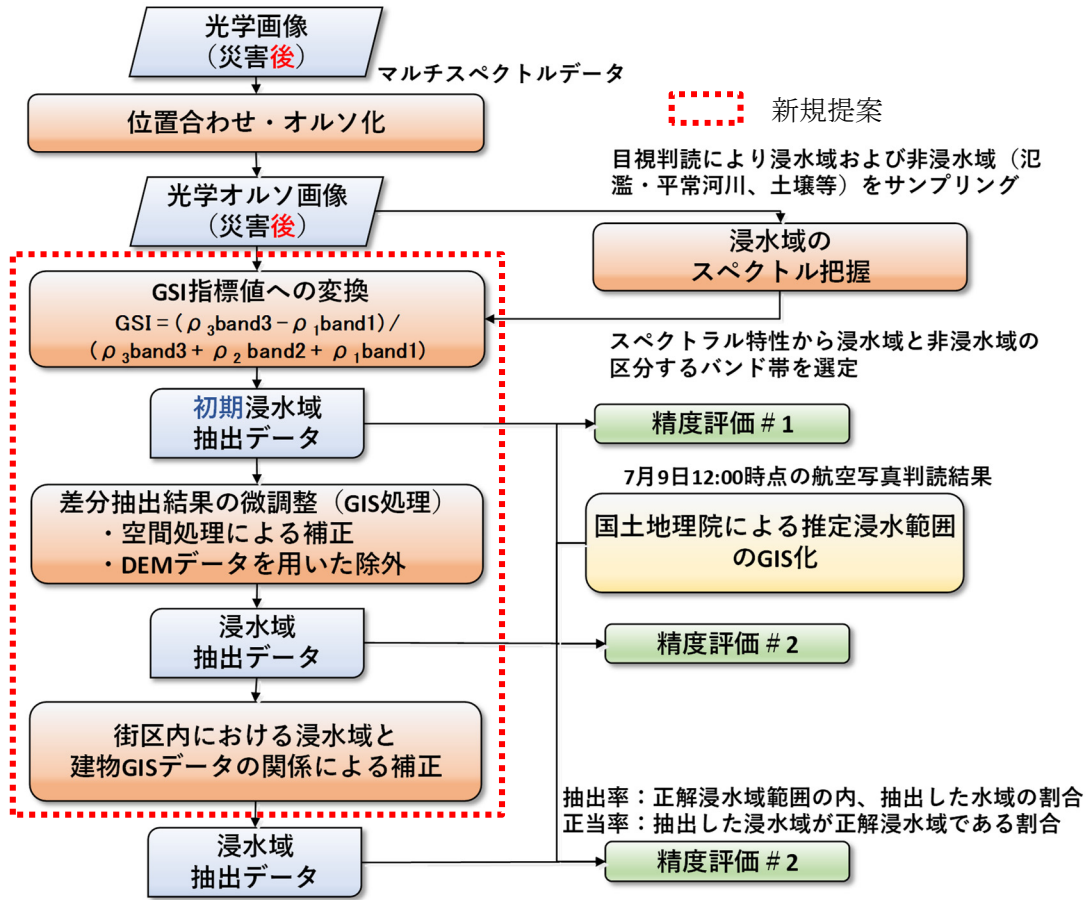 光学画像
（災害後）
マルチスペクトルデータ
位置合わせ・オルソ化
新規提案
目視判読により浸水域および非浸水域（氾
濫・平常河川、土壌等）をサンプリング
光学オルソ画像
（災害後）
浸水域の
スペクトル把握
GSI指標値への変換
GSI＝(ρ₃band3－ρ₁band1)/
(ρ₃band3＋ρ₂ band2＋ρ₁band1)
スペクトラル特性から浸水域と非浸水域の
区分するバンド帯を選定
初期浸水域
抽出データ
精度評価＃1
7月9日12:00時点の航空写真判読結果
差分抽出結果の微調整（GIS処理）
・空間処理による補正
・DEMデータを用いた除外
国土地理院による推定浸水範囲
のGIS化
浸水域
抽出データ
精度評価＃2
街区内における浸水域と
建物GISデータの関係による補正
抽出率：正解浸水域範囲の内、抽出した水域の割合
正当率：抽出した浸水域が正解浸水域である割合
浸水域
抽出データ
精度評価＃2